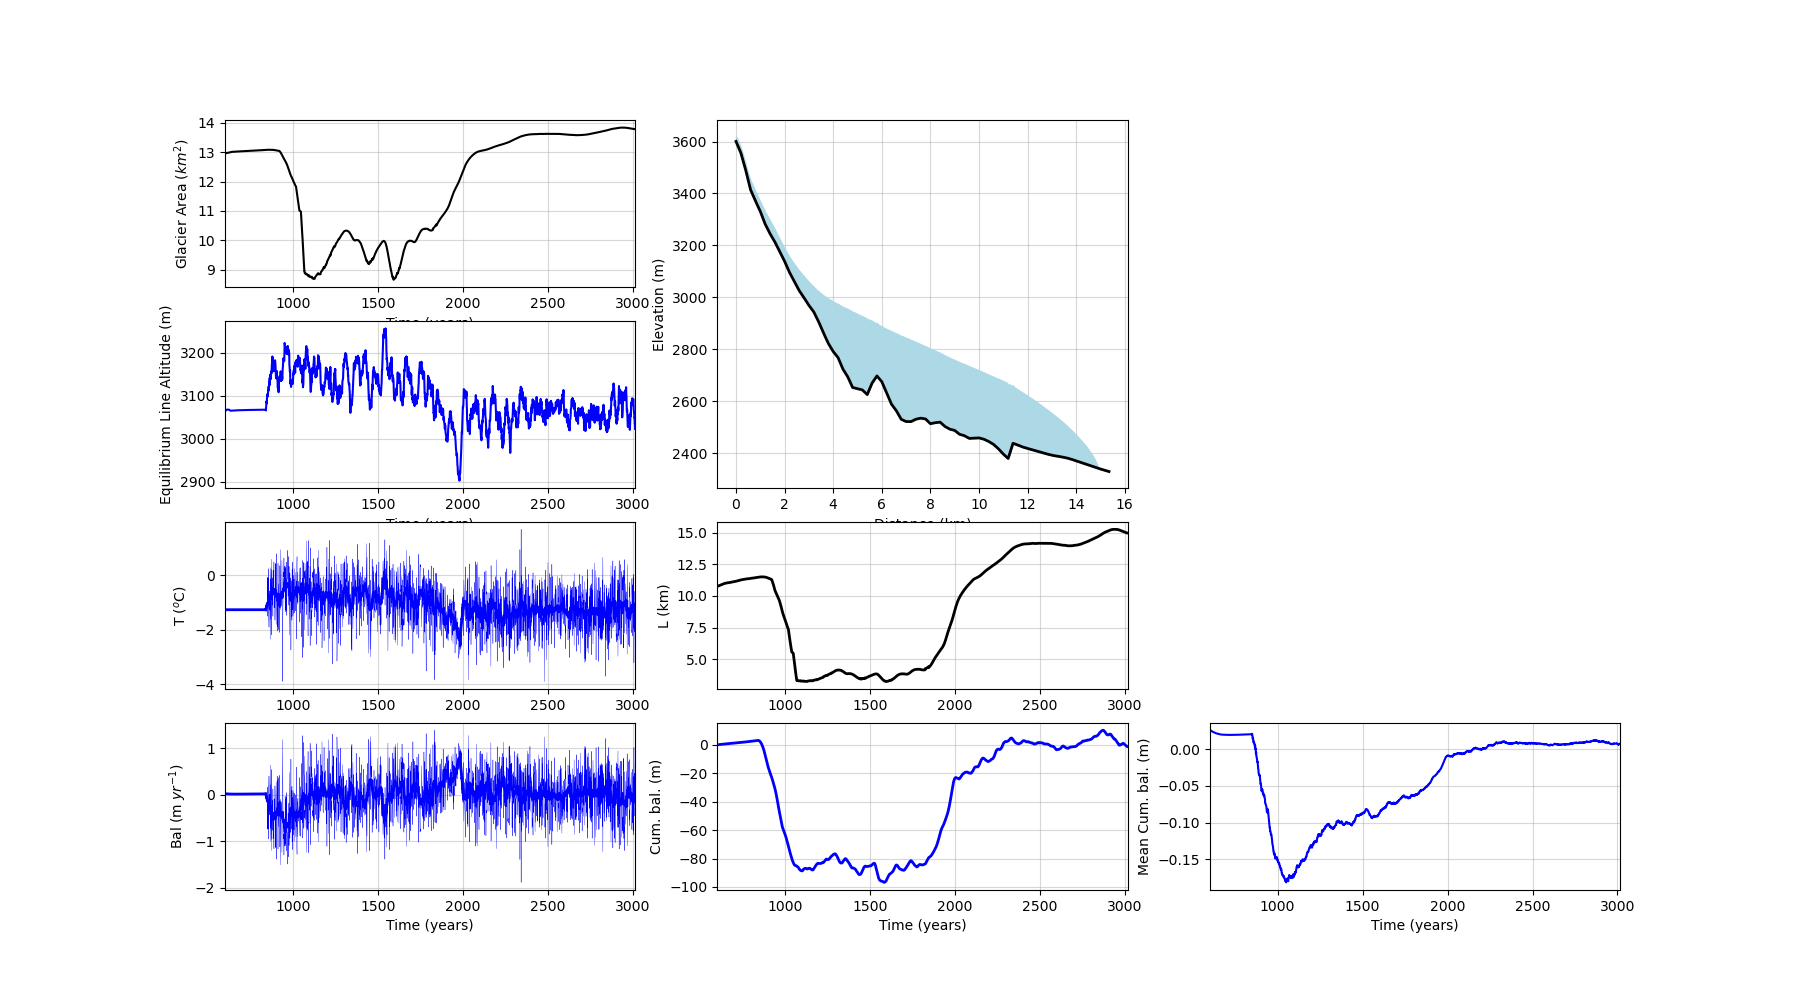 14
13
12
11
10
9
Glacier Area (km²)
1000 1500 2000 2500 3000
Time (years)
3200
3100
3000
2900
Equilibrium Line Altitude (m)
1000 1500 2000 2500 3000
Time (years)
0
−2
−4
T (°C)
1000 1500 2000 2500 3000
1
0
−1
−2
Bal (m yr⁻¹)
1000 1500 2000 2500 3000
Time (years)
3600
3400
3200
3000
2800
2600
2400
Elevation (m)
0 2 4 6 8 10 12 14 16
Distance (km)
15.0
12.5
10.0
7.5
5.0
L (km)
1000 1500 2000 2500 3000
0
−20
−40
−60
−80
−100
Cum. bal. (m)
1000 1500 2000 2500 3000
Time (years)
0.00
−0.05
−0.10
−0.15
Mean Cum. bal. (m)
1000 1500 2000 2500 3000
Time (years)